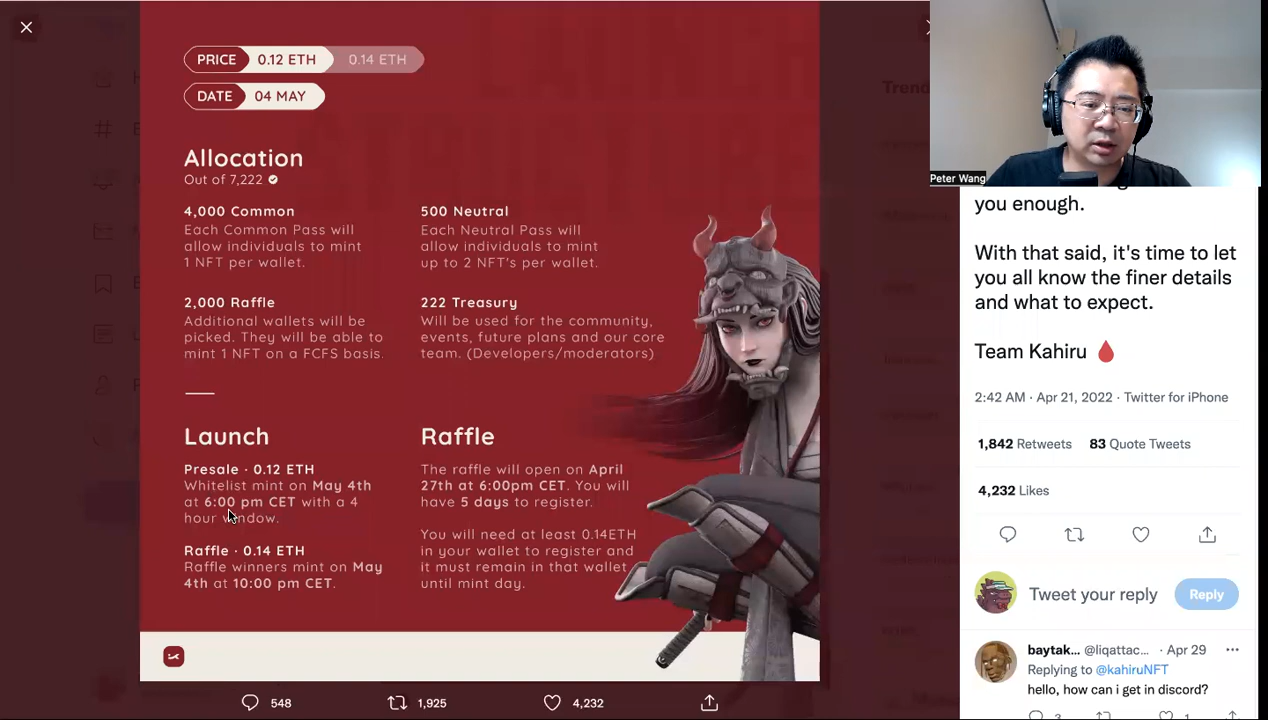 PRICE 0.12 ETH 0.14 ETH
DATE 04 MAY
Allocation
Out of 7,222
4,000 Common
Each Common Pass will
allow individuals to mint
1 NFT per wallet.
500 Neutral
Each Neutral Pass will
allow individuals to mint
up to 2 NFT's per wallet.
2,000 Raffle
Additional wallets will be
picked. They will be able to
mint 1 NFT on a FCFS basis.
222 Treasury
Will be used for the community,
events, future plans and our core
team. (Developers/moderators)
Launch
Presale · 0.12 ETH
Whitelist mint on May 4th
at 6:00 pm CET with a 4
hour window.
Raffle · 0.14 ETH
Raffle winners mint on May
4th at 10:00 pm CET.
Raffle
The raffle will open on April
27th at 6:00pm CET. You will
have 5 days to register.
You will need at least 0.14ETH
in your wallet to register and
it must remain in that wallet
until mint day.
548 1,925 4,232
Peter Wang
you enough.
With that said, it's time to let
you all know the finer details
and what to expect.
Team Kahiru
2:42 AM · Apr 21, 2022 · Twitter for iPhone
1,842 Retweets 83 Quote Tweets
4,232 Likes
Tweet your reply
Reply
baytak... @liqattac... · Apr 29
Replying to @kahiruNFT
hello, how can i get in discord?